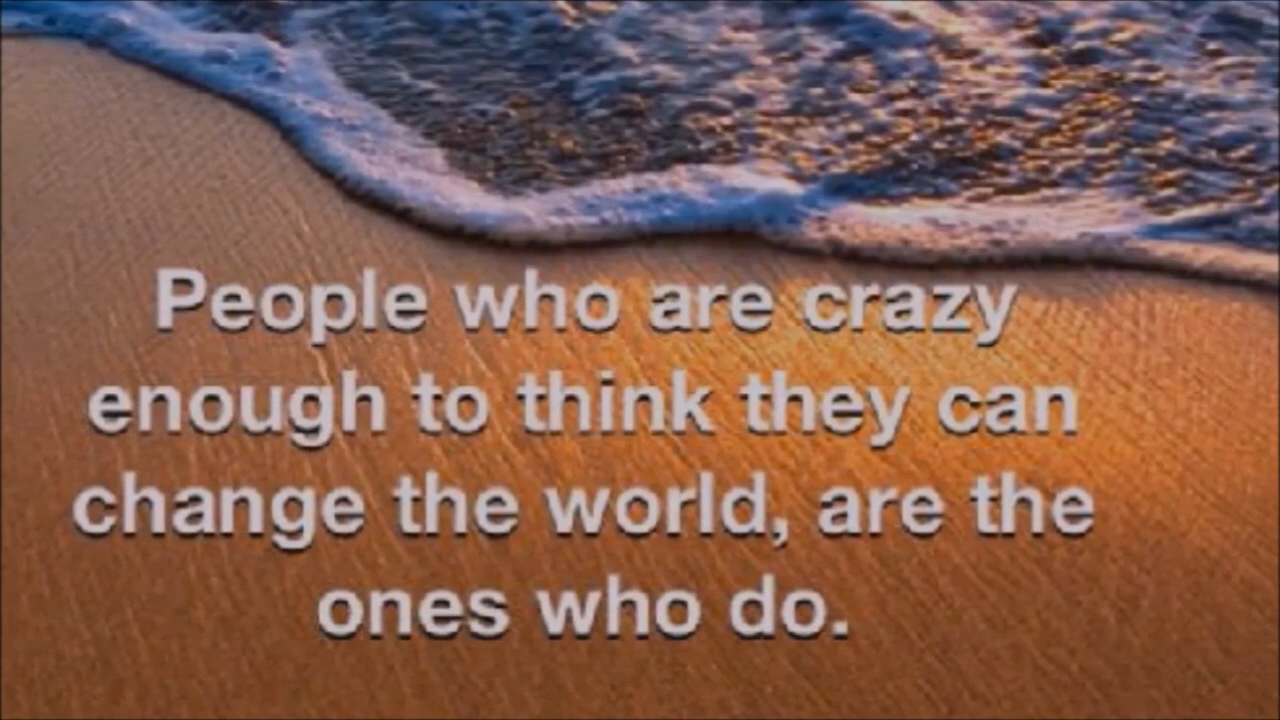 People who are crazy
enough to think they can
change the world, are the
ones who do.